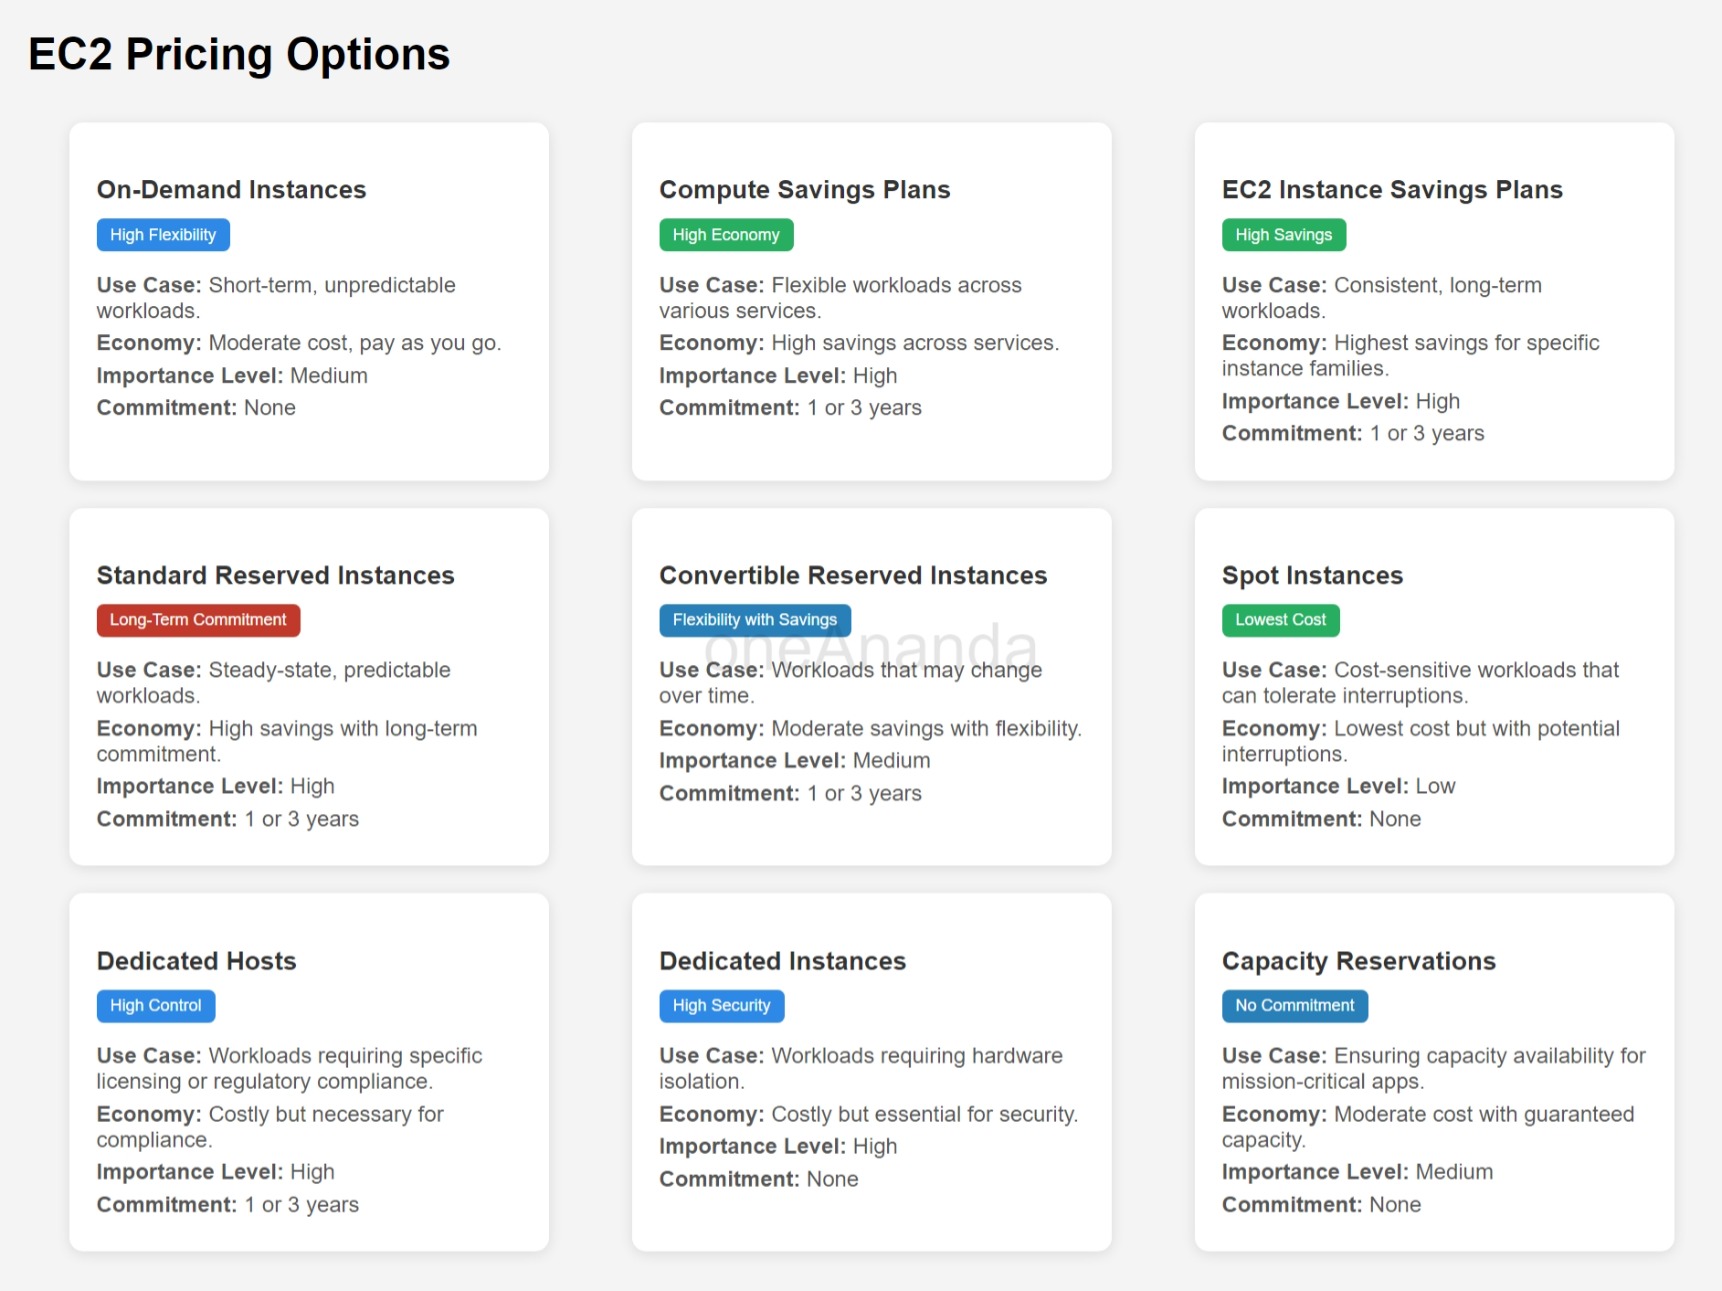 EC2 Pricing Options
On-Demand Instances
High Flexibility
Use Case: Short-term, unpredictable
workloads.
Economy: Moderate cost, pay as you go.
Importance Level: Medium
Commitment: None
Compute Savings Plans
High Economy
Use Case: Flexible workloads across
various services.
Economy: High savings across services.
Importance Level: High
Commitment: 1 or 3 years
EC2 Instance Savings Plans
High Savings
Use Case: Consistent, long-term
workloads.
Economy: Highest savings for specific
instance families.
Importance Level: High
Commitment: 1 or 3 years
Standard Reserved Instances
Long-Term Commitment
Use Case: Steady-state, predictable
workloads.
Economy: High savings with long-term
commitment.
Importance Level: High
Commitment: 1 or 3 years
Convertible Reserved Instances
Flexibility with Savings
oneAnanda
Use Case: Workloads that may change
over time.
Economy: Moderate savings with flexibility.
Importance Level: Medium
Commitment: 1 or 3 years
Spot Instances
Lowest Cost
Use Case: Cost-sensitive workloads that
can tolerate interruptions.
Economy: Lowest cost but with potential
interruptions.
Importance Level: Low
Commitment: None
Dedicated Hosts
High Control
Use Case: Workloads requiring specific
licensing or regulatory compliance.
Economy: Costly but necessary for
compliance.
Importance Level: High
Commitment: 1 or 3 years
Dedicated Instances
High Security
Use Case: Workloads requiring hardware
isolation.
Economy: Costly but essential for security.
Importance Level: High
Commitment: None
Capacity Reservations
No Commitment
Use Case: Ensuring capacity availability for
mission-critical apps.
Economy: Moderate cost with guaranteed
capacity.
Importance Level: Medium
Commitment: None